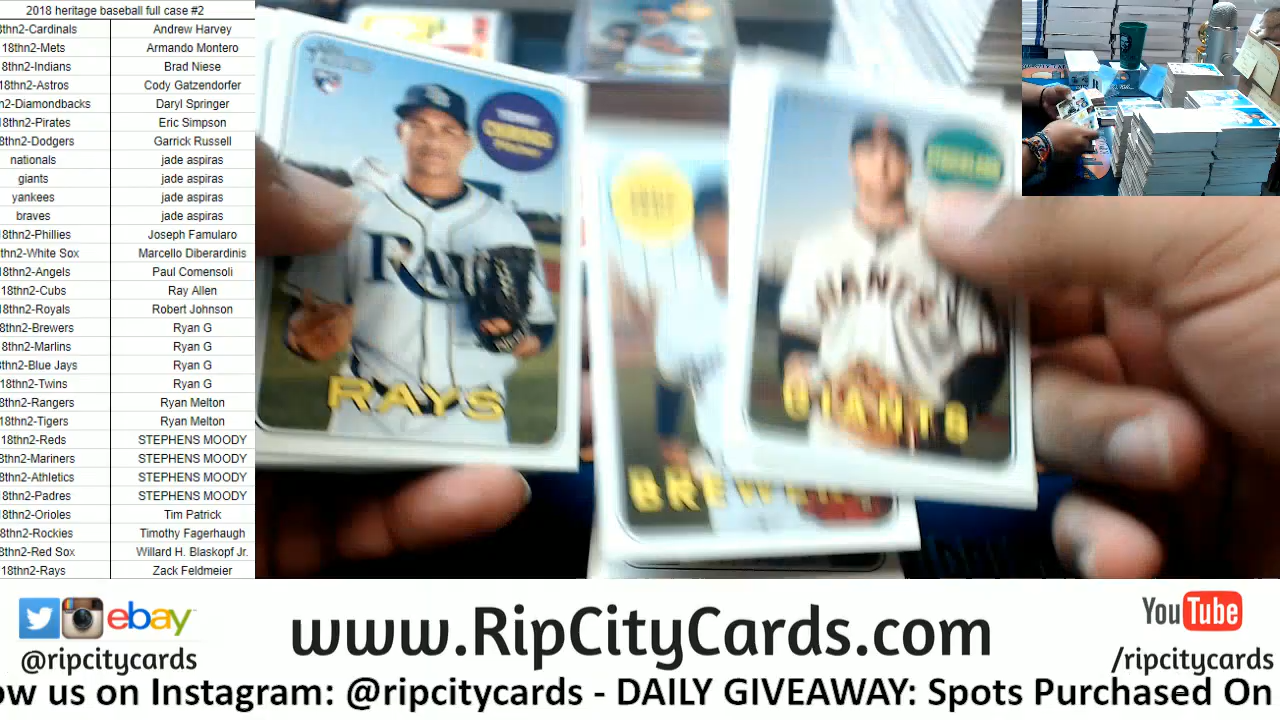 2018 heritage baseball full case #2
8thn2-Cardinals Andrew Harvey
18thn2-Mets Armando Montero
8thn2-Indians Brad Niese
18thn2-Astros Cody Gatzendorfer
n2-Diamondbacks Daryl Springer
18thn2-Pirates Eric Simpson
8thn2-Dodgers Garrick Russell
nationals jade aspiras
giants jade aspiras
yankees jade aspiras
braves jade aspiras
18thn2-Phillies Joseph Famularo
thn2-White Sox Marcello Diberardinis
18thn2-Angels Paul Comensoli
18thn2-Cubs Ray Allen
18thn2-Royals Robert Johnson
8thn2-Brewers Ryan G
18thn2-Marlins Ryan G
8thn2-Blue Jays Ryan G
18thn2-Twins Ryan G
8thn2-Rangers Ryan Melton
18thn2-Tigers Ryan Melton
18thn2-Reds STEPHENS MOODY
8thn2-Mariners STEPHENS MOODY
8thn2-Athletics STEPHENS MOODY
8thn2-Padres STEPHENS MOODY
18thn2-Orioles Tim Patrick
8thn2-Rockies Timothy Fagerhaugh
8thn2-Red Sox Willard H. Blaskopf Jr.
18thn2-Rays Zack Feldmeier
RAYS
BREWERS
GIANTS
GIANTS
ebay
@ripcitycards
www.RipCityCards.com
YouTube
/ripcitycards
ow us on Instagram: @ripcitycards - DAILY GIVEAWAY: Spots Purchased On